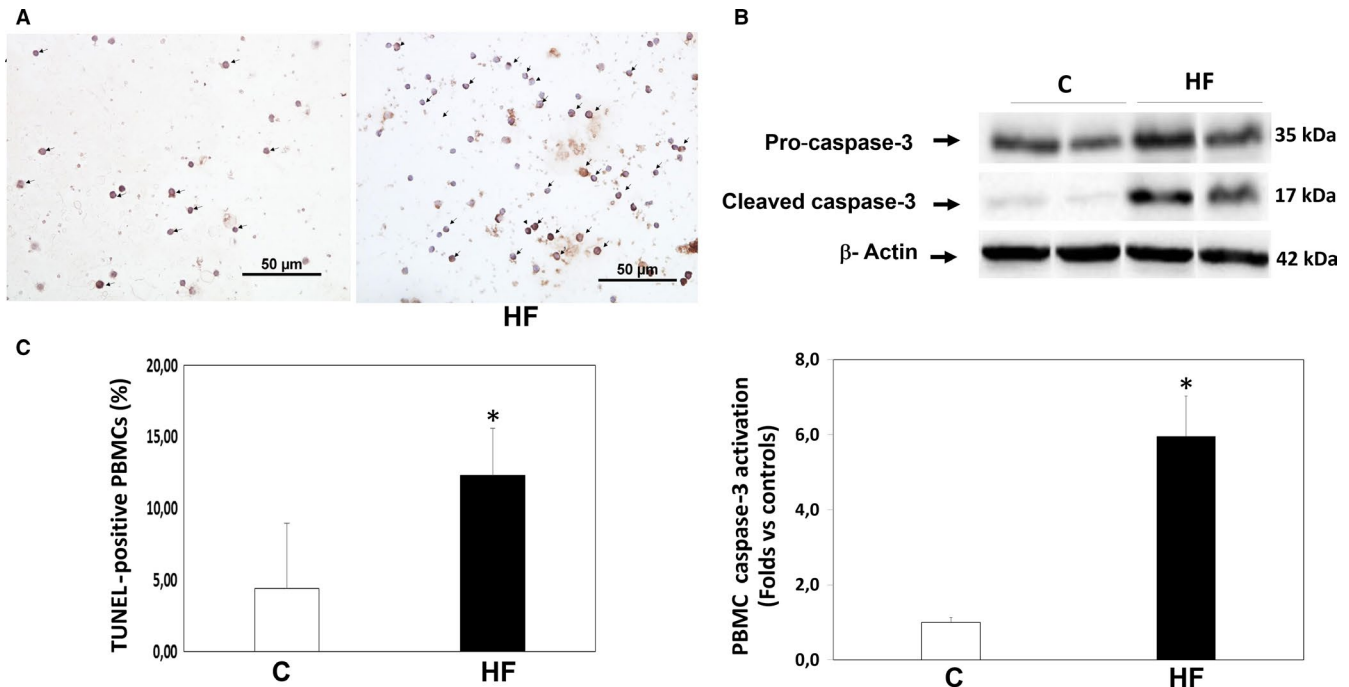 A
50 µm
50 µm
HF
B
C
HF
Pro-caspase-3
35 kDa
Cleaved caspase-3
17 kDa
β- Actin
42 kDa
C
TUNEL-positive PBMCs (%)
20,00
15,00
10,00
5,00
0,00
*
C
HF
PBMC caspase-3 activation
(Folds vs controls)
8,0
6,0
4,0
2,0
0,0
*
C
HF